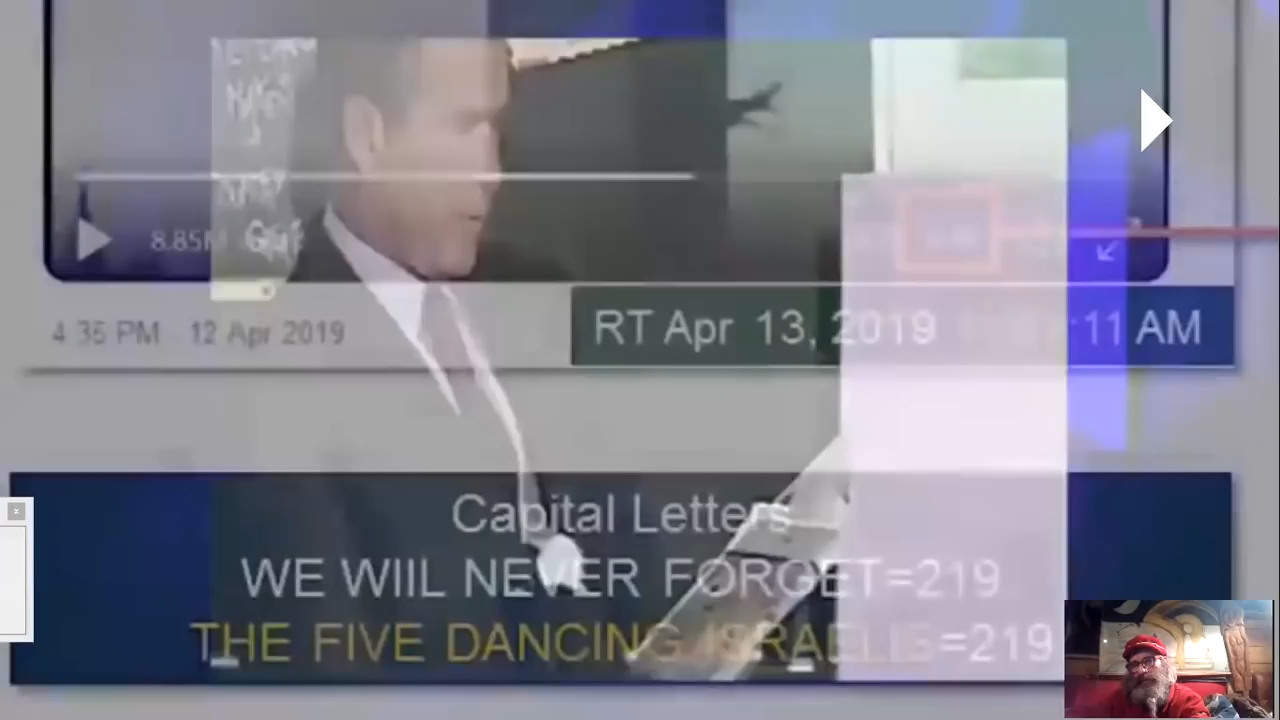 8.85M
4:35 PM · 12 Apr 2019
RT Apr 13, 2019
11 AM
Capital Letters
WE WIIL NEVER FORGET=219
THE FIVE DANCING ISRAELIS=219